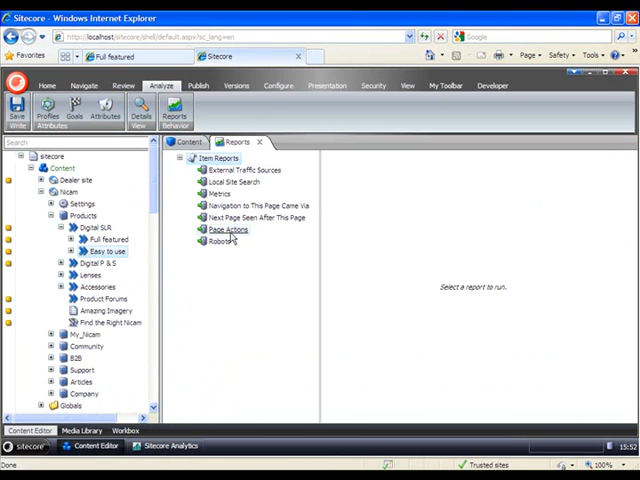 Sitecore - Windows Internet Explorer
http://sitecore/shell/default.aspx?sc_lang=en
Google
Favorites
Full featured
Sitecore
Page
Safety
Tools
Home
Navigate
Review
Analyze
Publish
Versions
Configure
Presentation
Security
View
My Toolbar
Developer
Save
Profiles
Goals
Attributes
Details
Reports
Write
Attributes
View
Behavior
Search
Content
Reports
sitecore
Content
Dealer site
Nicam
Settings
Products
Digital SLR
Full featured
Easy to use
Digital P & S
Lenses
Accessories
Product Forums
Amazing Imagery
Find the Right Nicam
My_Nicam
Community
B2B
Support
Articles
Company
Globals
Item Reports
External Traffic Sources
Local Site Search
Metrics
Navigation to This Page Came Via
Next Page Seen After This Page
Page Actions
Robots
Select a report to run.
Content Editor
Media Library
Workbox
sitecore
Content Editor
Sitecore Analytics
15:52
Done
Trusted sites
100%